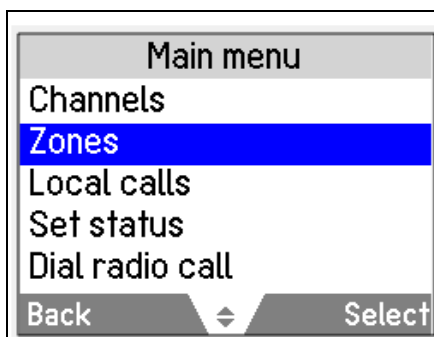 Main menu
Channels
Zones
Local calls
Set status
Dial radio call
Back Select